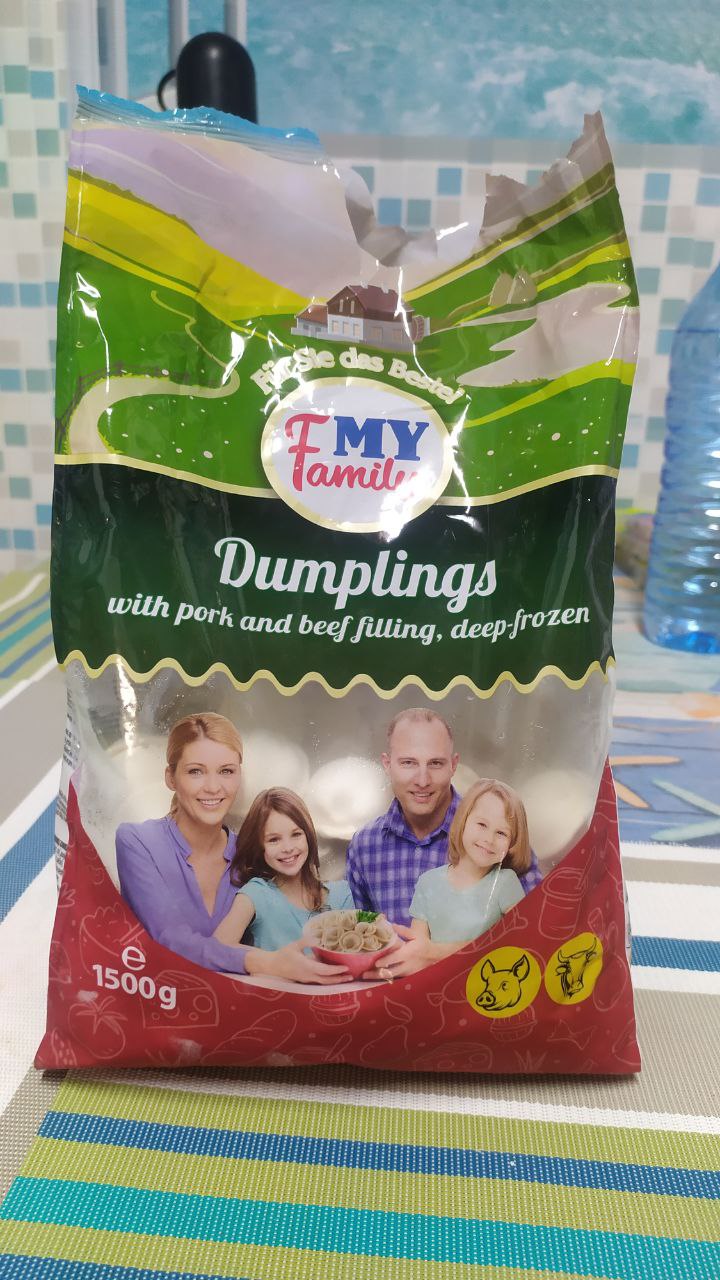 Für Sie das Beste!
MY
Family
Dumplings
with pork and beef filling, deep-frozen
e
1500g